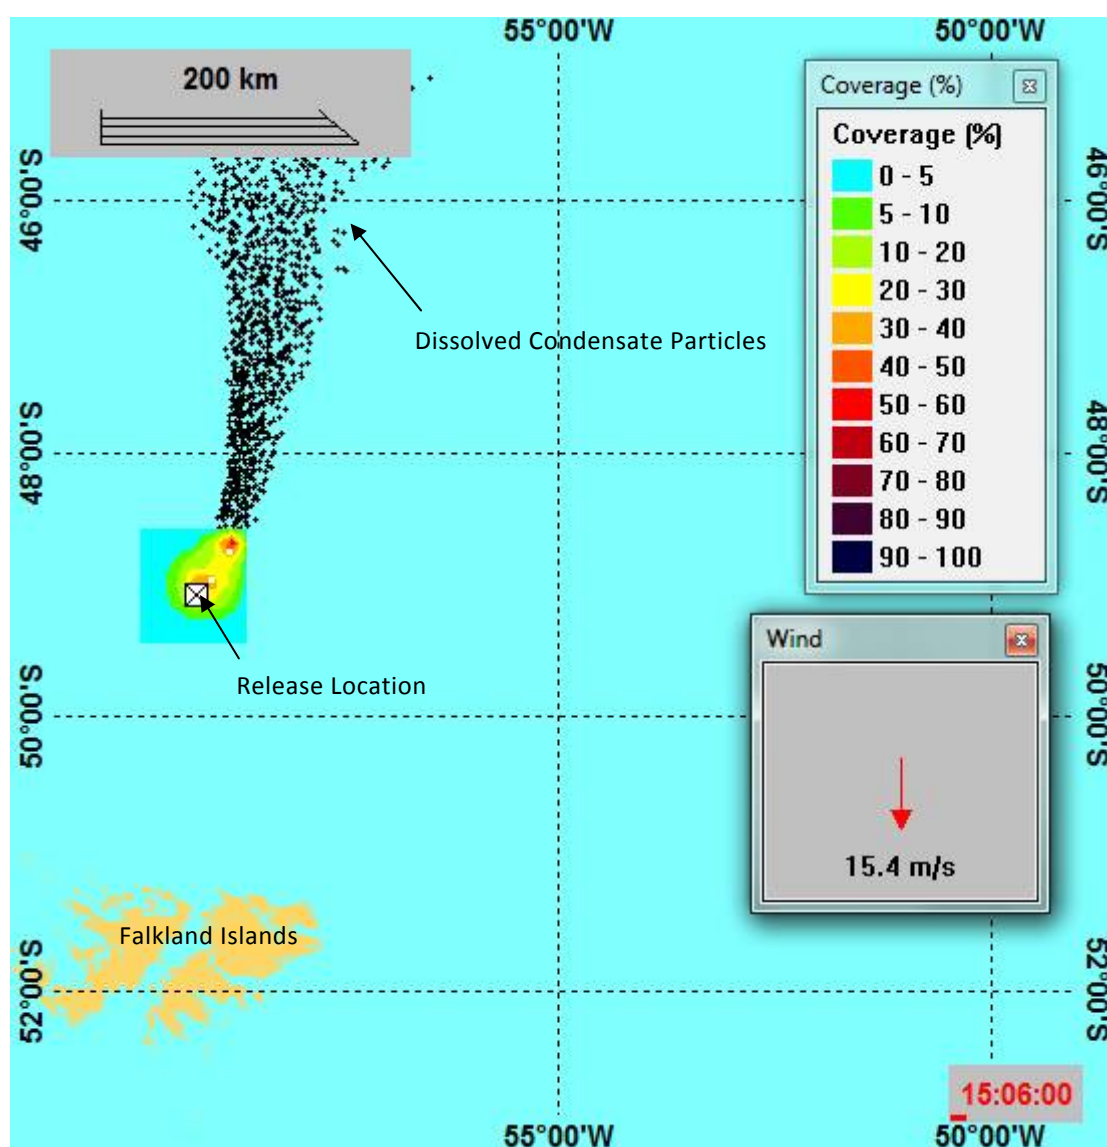 55°00'W
50°00'W
200 km
Coverage (%)
Coverage (%)
0 - 5
5 - 10
10 - 20
20 - 30
30 - 40
40 - 50
50 - 60
60 - 70
70 - 80
80 - 90
90 - 100
46°00'S
46°00'S
Dissolved Condensate Particles
48°00'S
48°00'S
Release Location
Wind
15.4 m/s
50°00'S
50°00'S
Falkland Islands
52°00'S
52°00'S
15:06:00
55°00'W
50°00'W